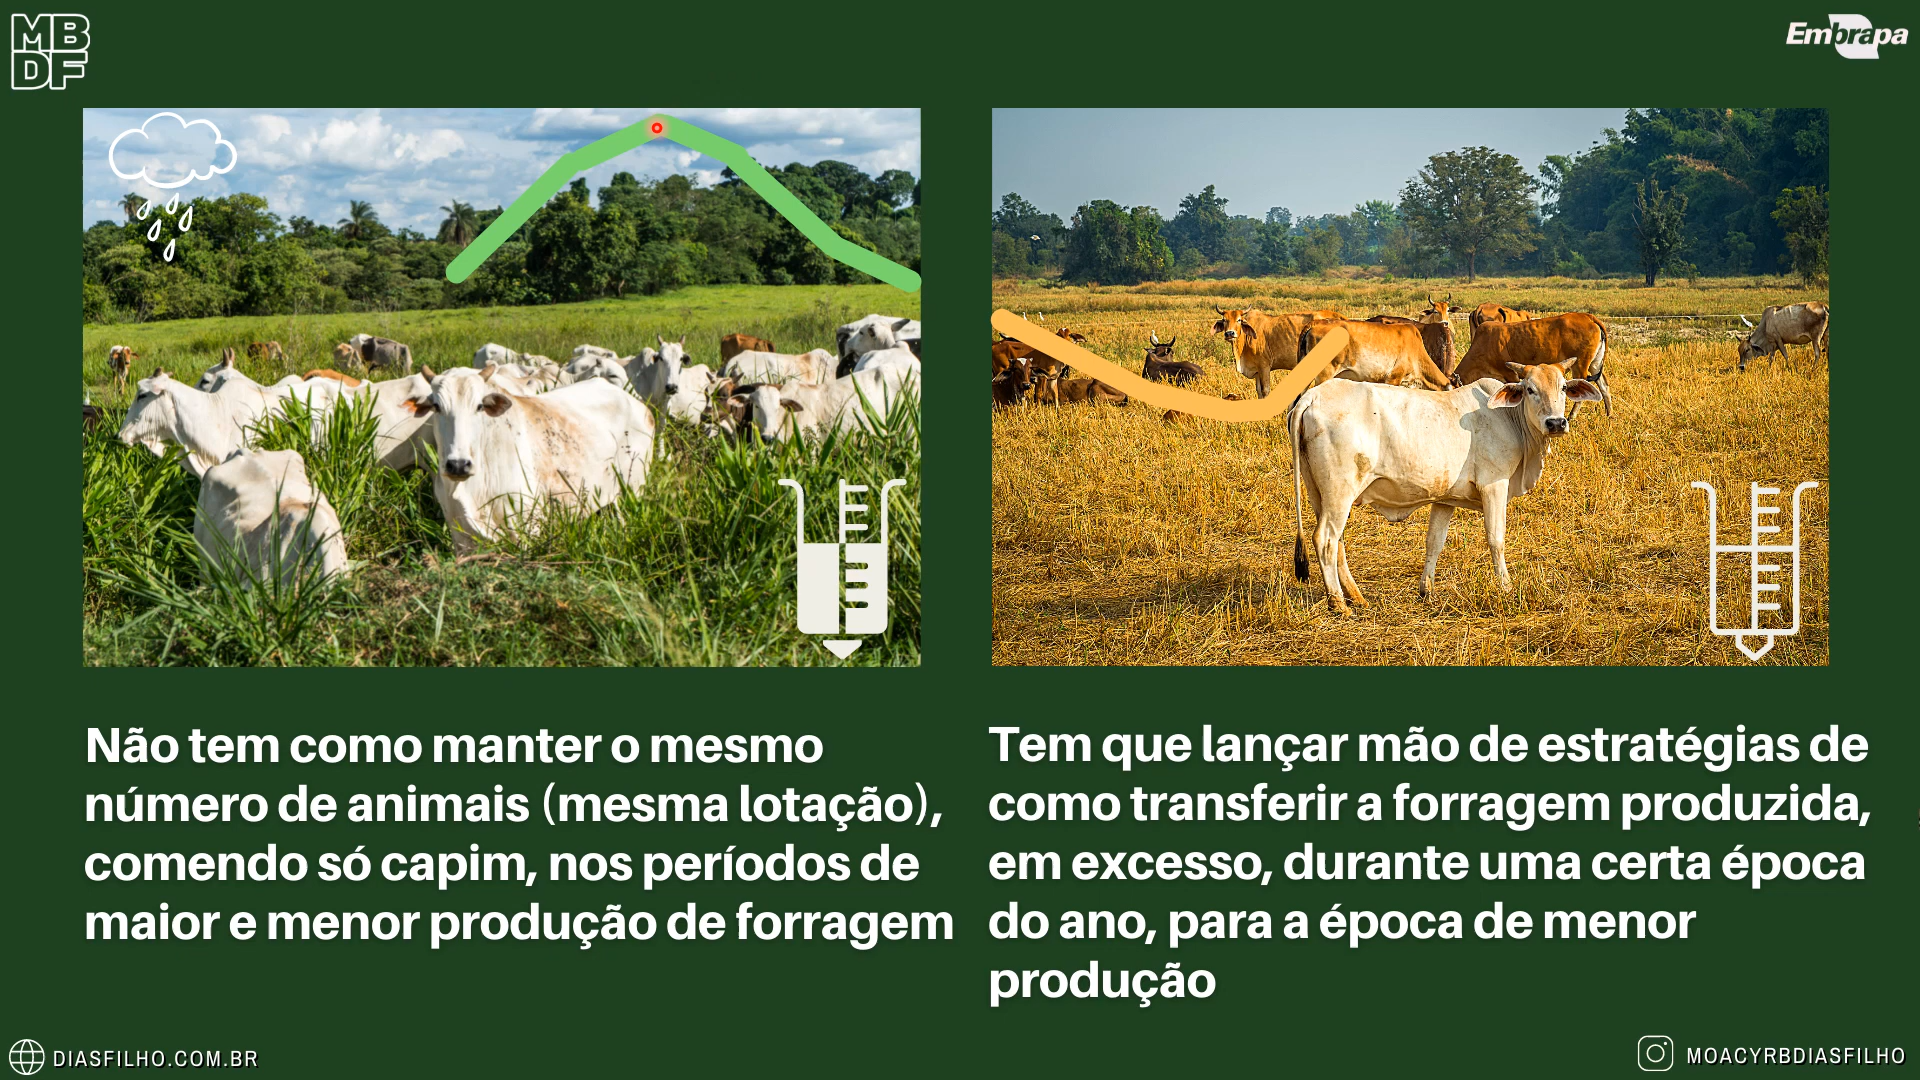 MB
DF
Embrapa
Não tem como manter o mesmo
número de animais (mesma lotação),
comendo só capim, nos períodos de
maior e menor produção de forragem
Tem que lançar mão de estratégias de
como transferir a forragem produzida,
em excesso, durante uma certa época
do ano, para a época de menor
produção
DIASFILHO.COM.BR
MOACYRBDIASFILHO